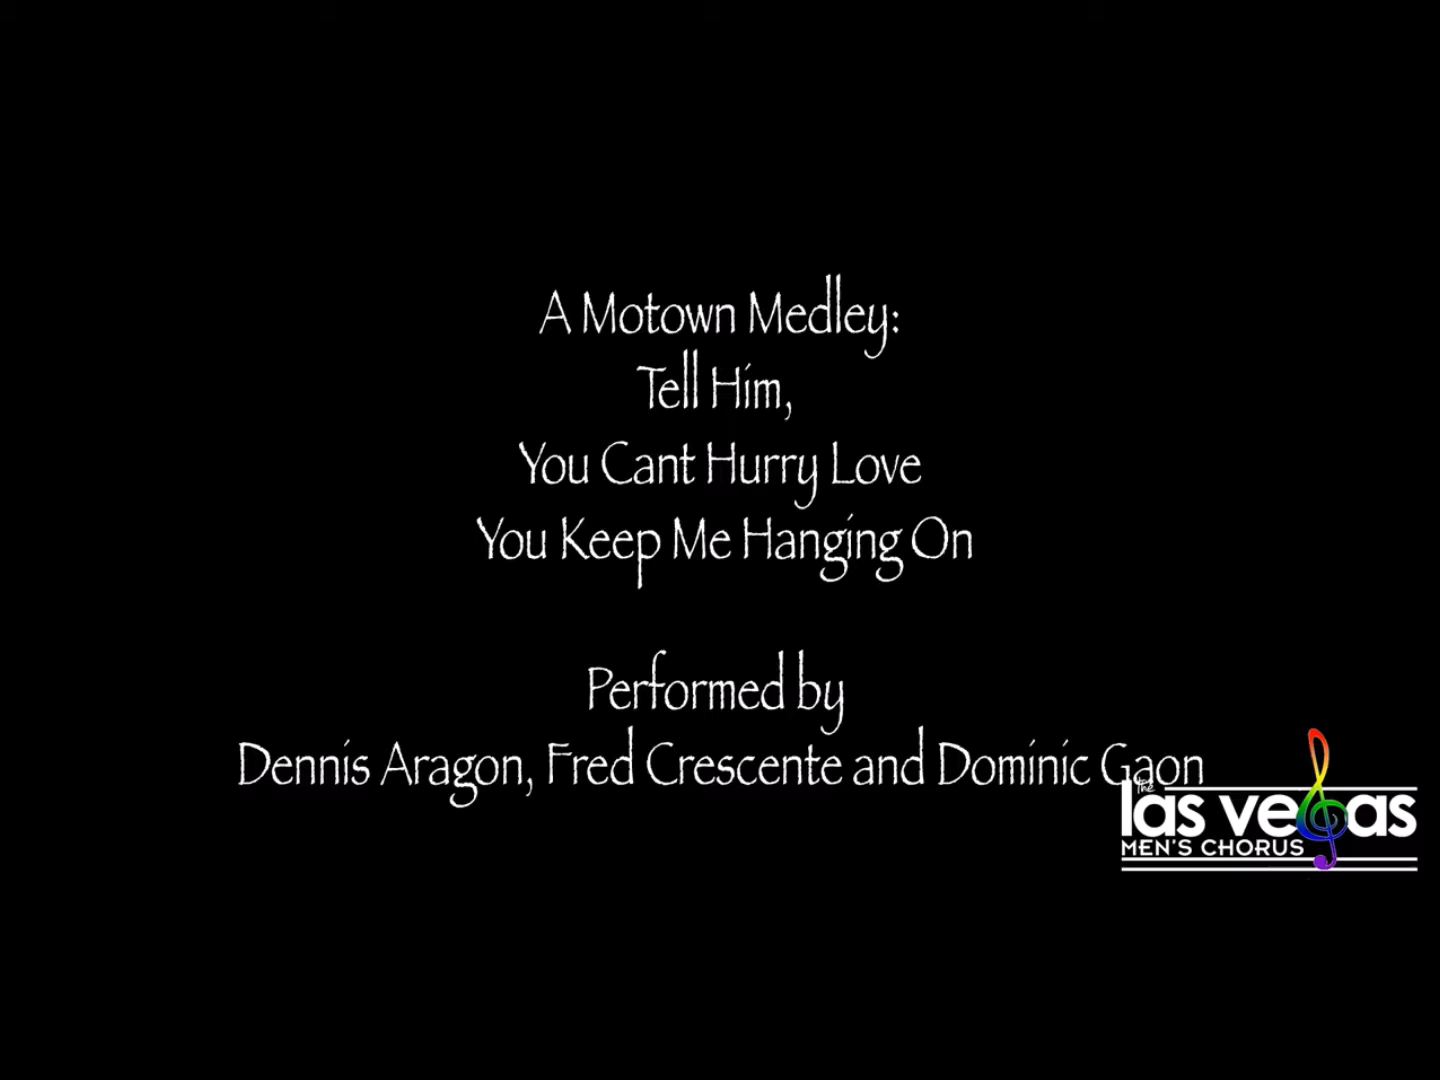 A Motown Medley:
Tell Him,
You Cant Hurry Love
You Keep Me Hanging On
Performed by
Dennis Aragon, Fred Crescente and Dominic Gaon
the
las vegas
MEN'S CHORUS